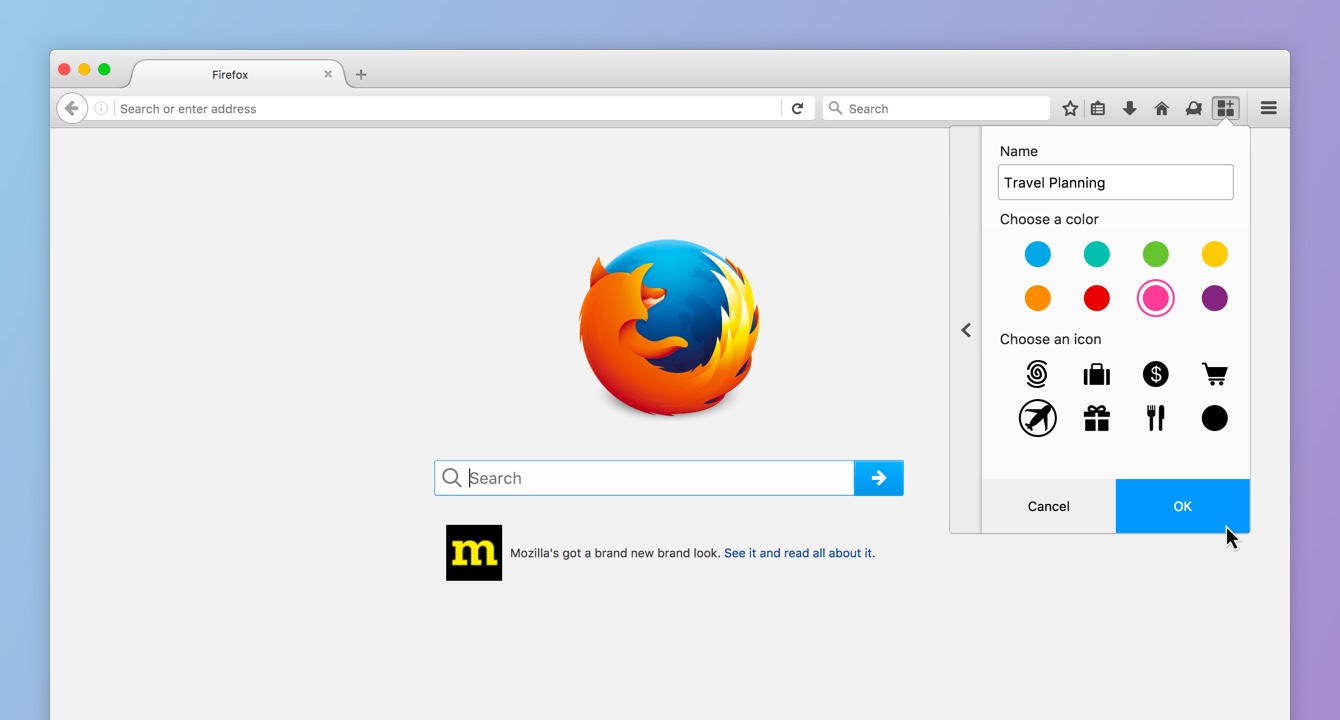 Firefox
Search or enter address
Search
Name
Travel Planning
Choose a color
Choose an icon
$
Search
m
Mozilla's got a brand new brand look. See it and read all about it.
Cancel
OK